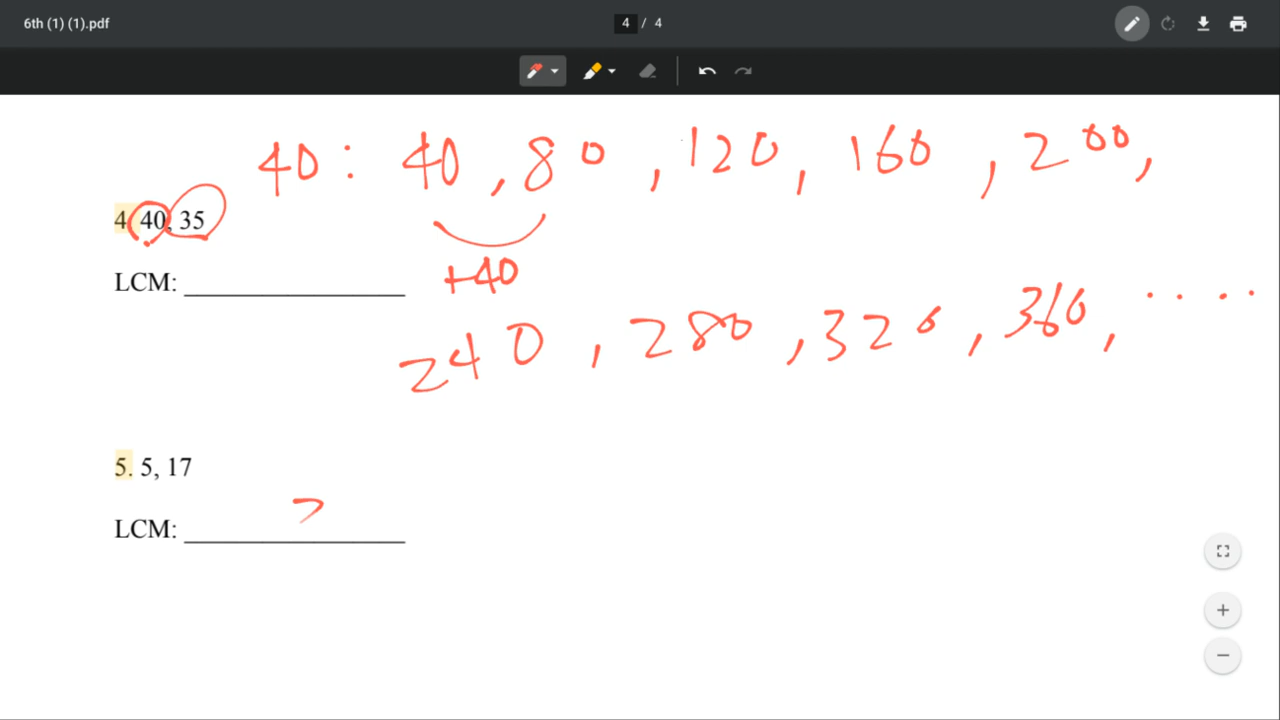 6th (1) (1).pdf
4 / 4
40 : 40 , 80 , 120 , 160 , 200 ,
4. 40, 35
+40
LCM: ________________
240 , 280 , 320 , 360 , . . . .
5. 5, 17
LCM: ________________